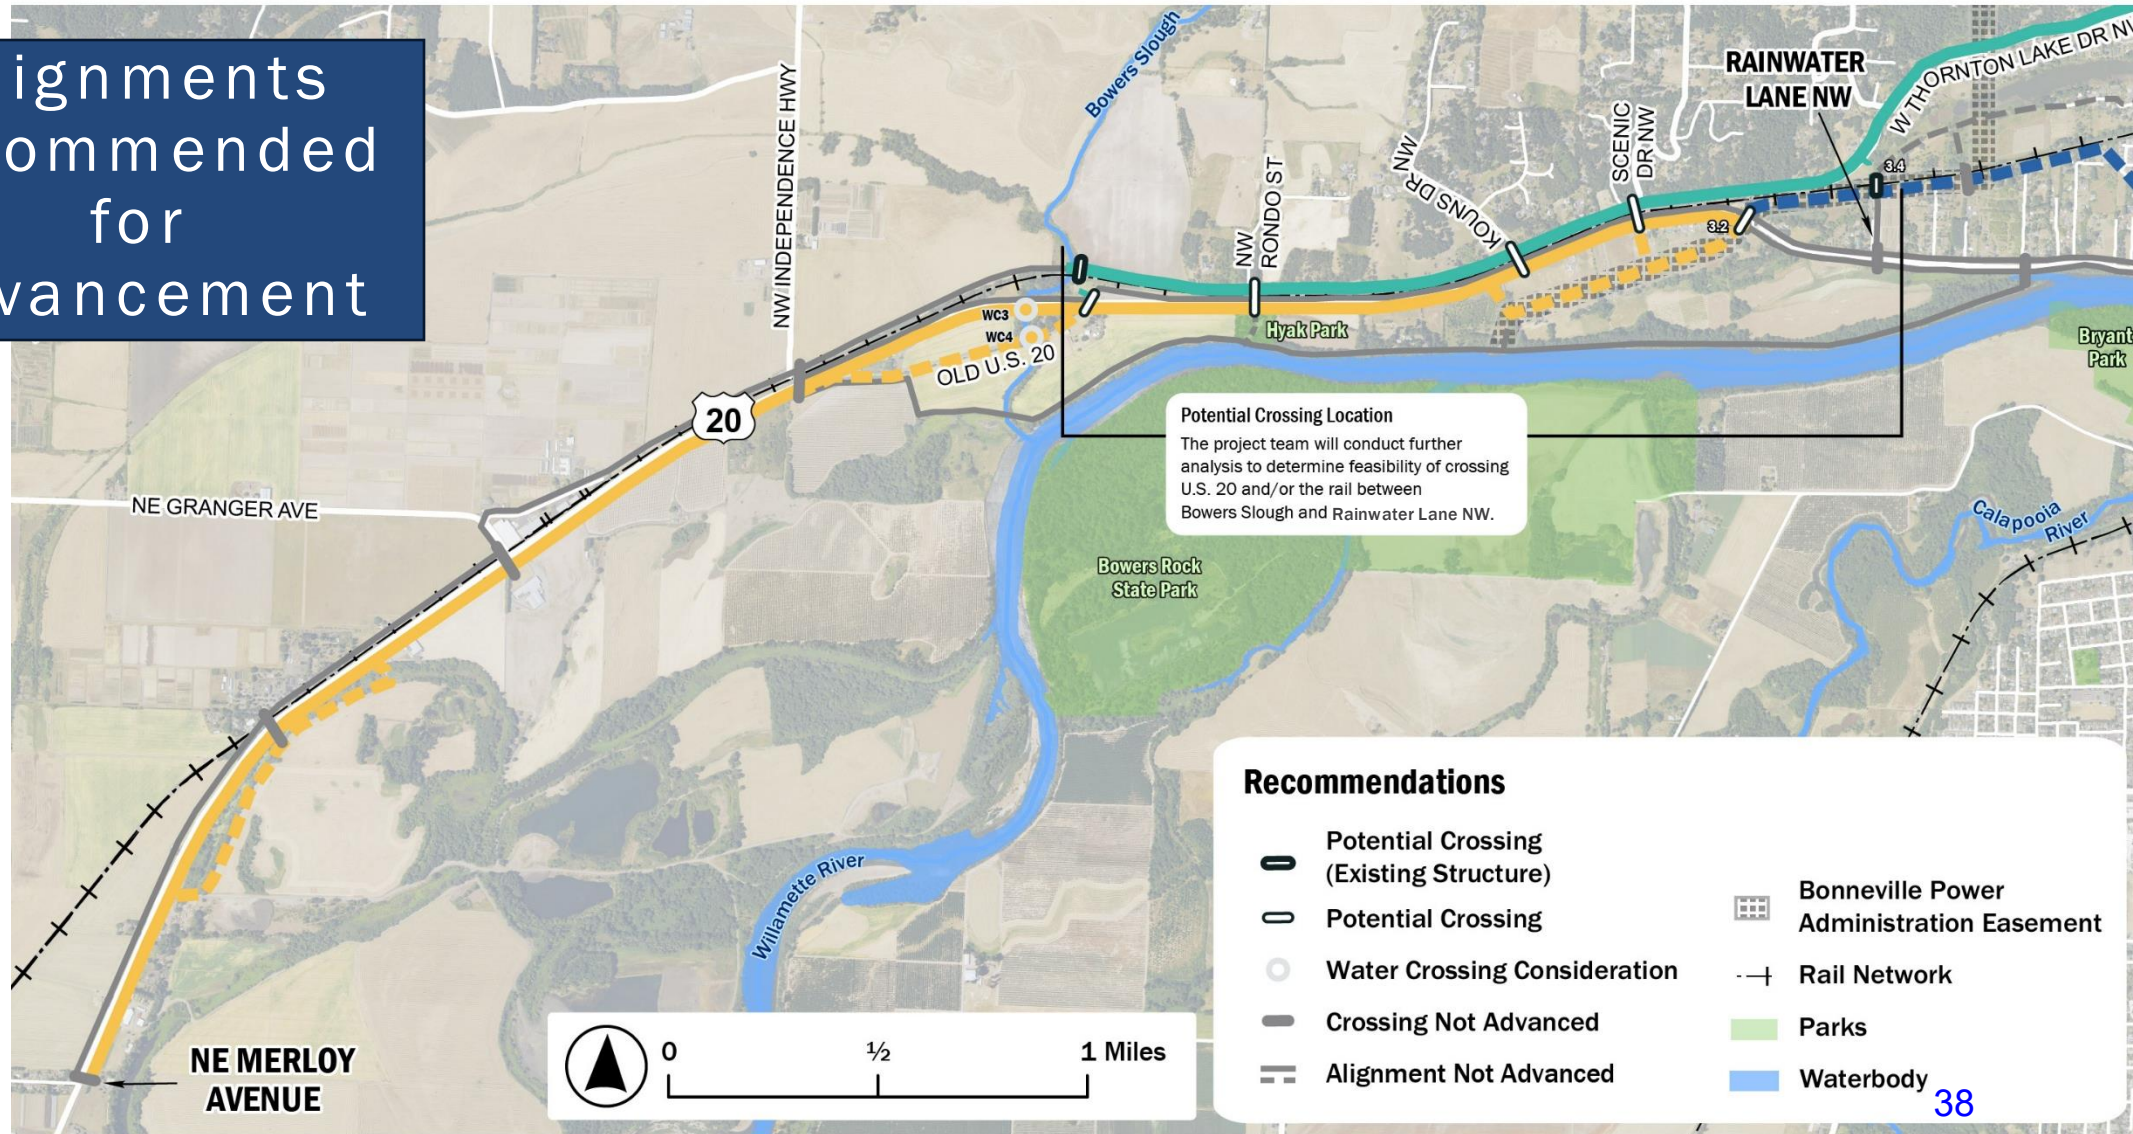 ignments
ommended
for
vancement
NW INDEPENDENCE HWY
Bowers Slough
NW
RONDO ST
KOUNS DR NW
SCENIC
DR NW
RAINWATER
LANE NW
W THORNTON LAKE DR NW
3.4
3.2
WC3
WC4
OLD U.S. 20
Hyak Park
Bryant
Park
20
NE GRANGER AVE
Potential Crossing Location
The project team will conduct further
analysis to determine feasibility of crossing
U.S. 20 and/or the rail between
Bowers Slough and Rainwater Lane NW.
Calapooia
River
Bowers Rock
State Park
Willamette River
NE MERLOY
AVENUE
0 ½ 1 Miles
Recommendations
Potential Crossing
(Existing Structure)
Potential Crossing
Water Crossing Consideration
Crossing Not Advanced
Alignment Not Advanced
Bonneville Power
Administration Easement
Rail Network
Parks
Waterbody
38